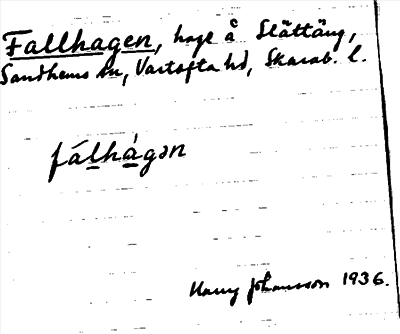 Fallhagen, hage å Slättäng,
Sandhems sn, Vartofta hd, Skarab. l.
fálhágən
Harry Johansson 1936.